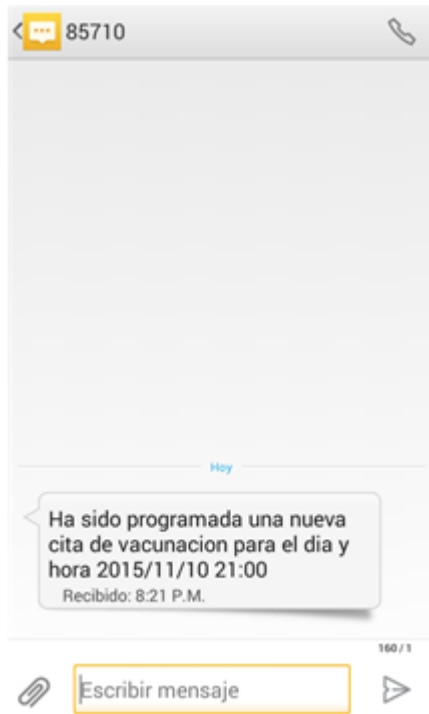 85710
Hoy
Ha sido programada una nueva
cita de vacunacion para el dia y
hora 2015/11/10 21:00
Recibido: 8:21 P.M.
160/1
Escribir mensaje